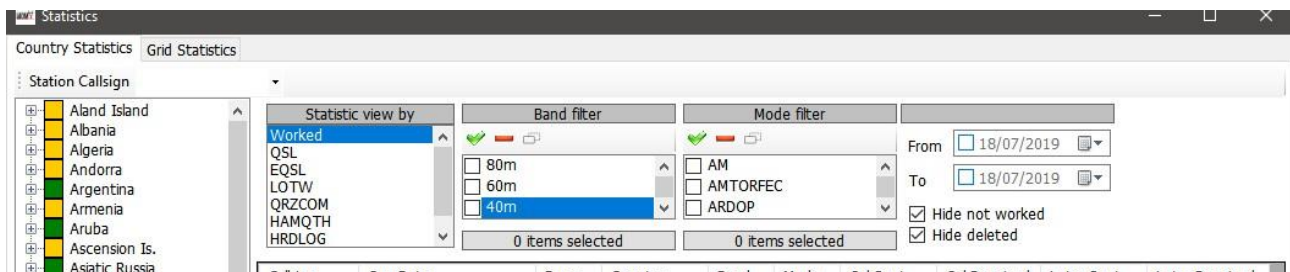 Statistics
Country Statistics Grid Statistics
Station Callsign
Aland Island
Albania
Algeria
Andorra
Argentina
Armenia
Aruba
Ascension Is.
Asiatic Russia
Statistic view by
Worked
QSL
EQSL
LOTW
QRZCOM
HAMQTH
HRDLOG
Band filter
80m
60m
40m
0 items selected
Mode filter
AM
AMTORFEC
ARDOP
0 items selected
From 18/07/2019
To 18/07/2019
Hide not worked
Hide deleted